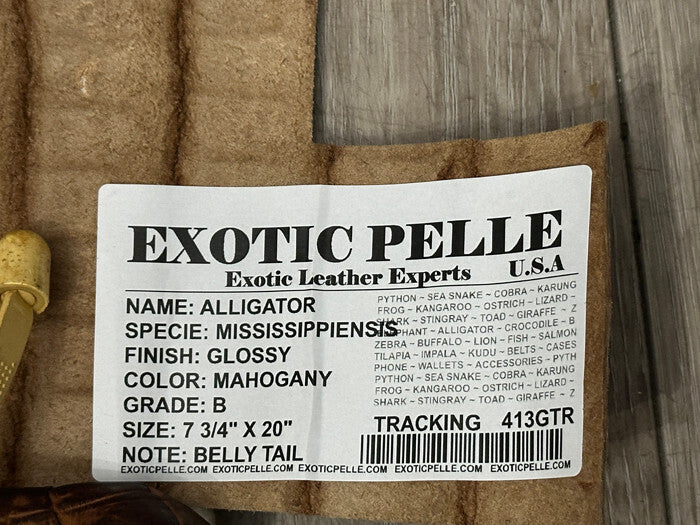 EXOTIC PELLE
Exotic Leather Experts U.S.A
NAME: ALLIGATOR
SPECIE: MISSISSIPPIENSIS
FINISH: GLOSSY
COLOR: MAHOGANY
GRADE: B
SIZE: 7 3/4" X 20"
NOTE: BELLY TAIL
PYTHON ~ SEA SNAKE ~ COBRA ~ KARUNG
FROG ~ KANGAROO ~ OSTRICH ~ LIZARD ~
SHARK ~ STINGRAY ~ TOAD ~ GIRAFFE ~ Z
ELEPHANT ~ ALLIGATOR ~ CROCODILE ~ B
ZEBRA ~ BUFFALO ~ LION ~ FISH ~ SALMON
TILAPIA ~ IMPALA ~ KUDU ~ BELTS ~ CASES
PHONE ~ WALLETS ~ ACCESSORIES ~ PYTH
PYTHON ~ SEA SNAKE ~ COBRA ~ KARUNG
FROG ~ KANGAROO ~ OSTRICH ~ LIZARD ~
SHARK ~ STINGRAY ~ TOAD ~ GIRAFFE ~ Z
TRACKING 413GTR
EXOTICPELLE.COM EXOTICPELLE.COM EXOTICPELLE.COM EXOTICPELLE.COM EXOTICPELLE.COM